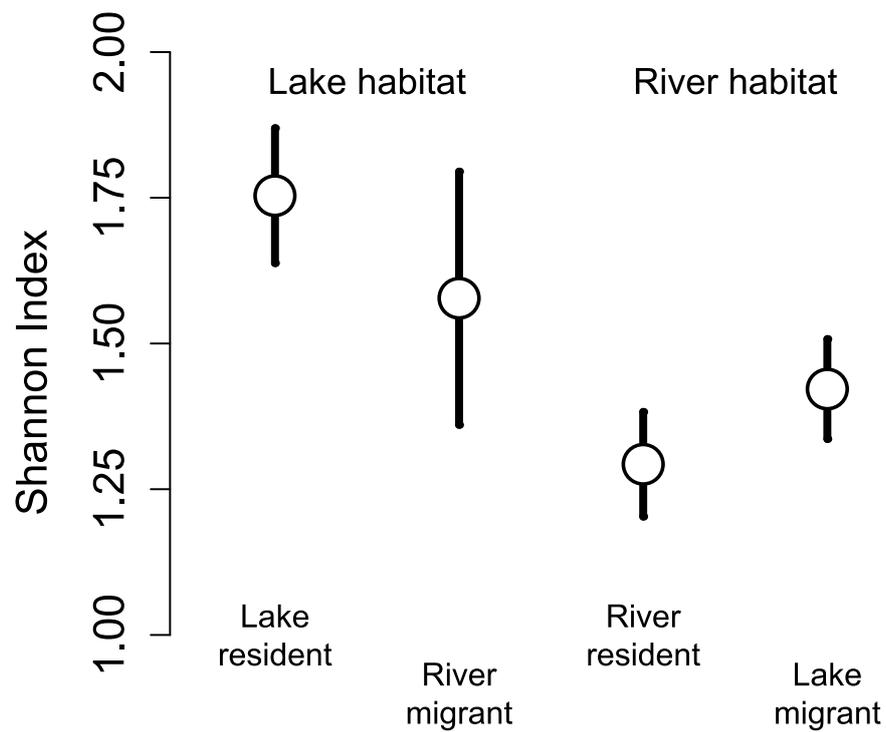 2.00
1.75
1.50
1.25
1.00
Shannon Index
Lake habitat
River habitat
Lake
resident
River
migrant
River
resident
Lake
migrant